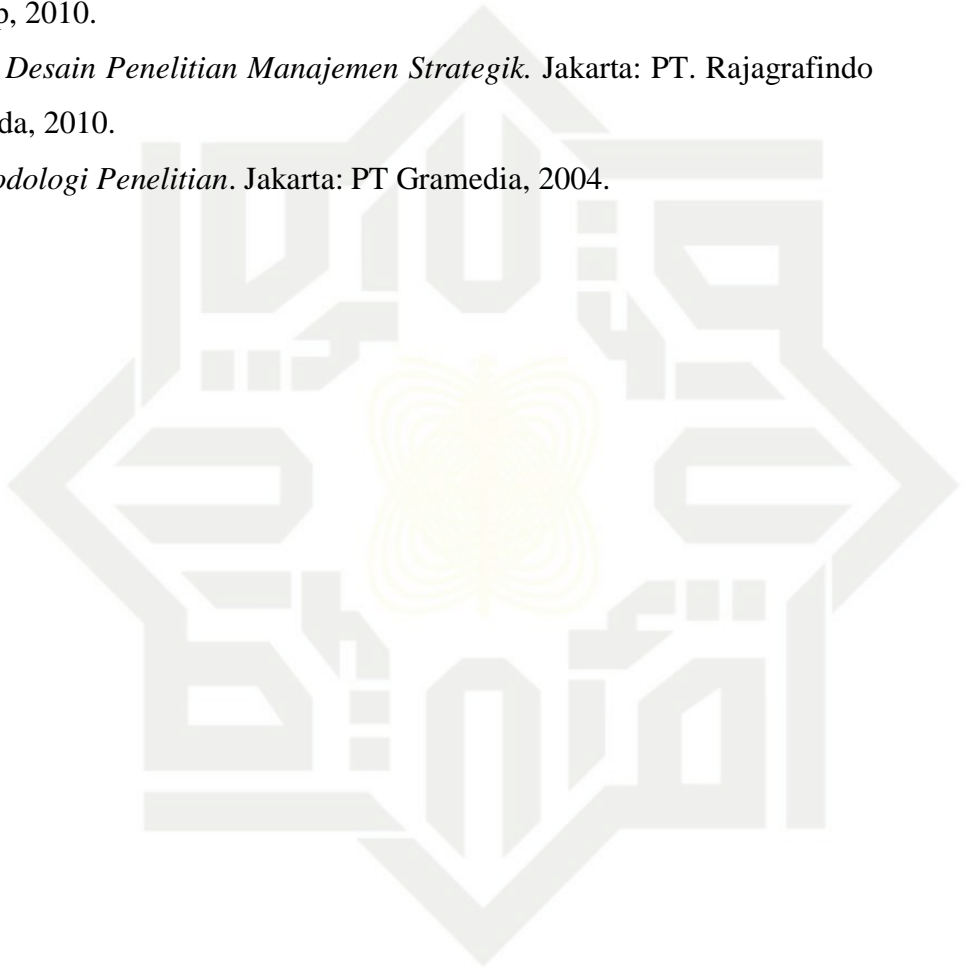 p, 2010.
Desain Penelitian Manajemen Strategik. Jakarta: PT. Rajagrafindo
da, 2010.
odologi Penelitian. Jakarta: PT Gramedia, 2004.